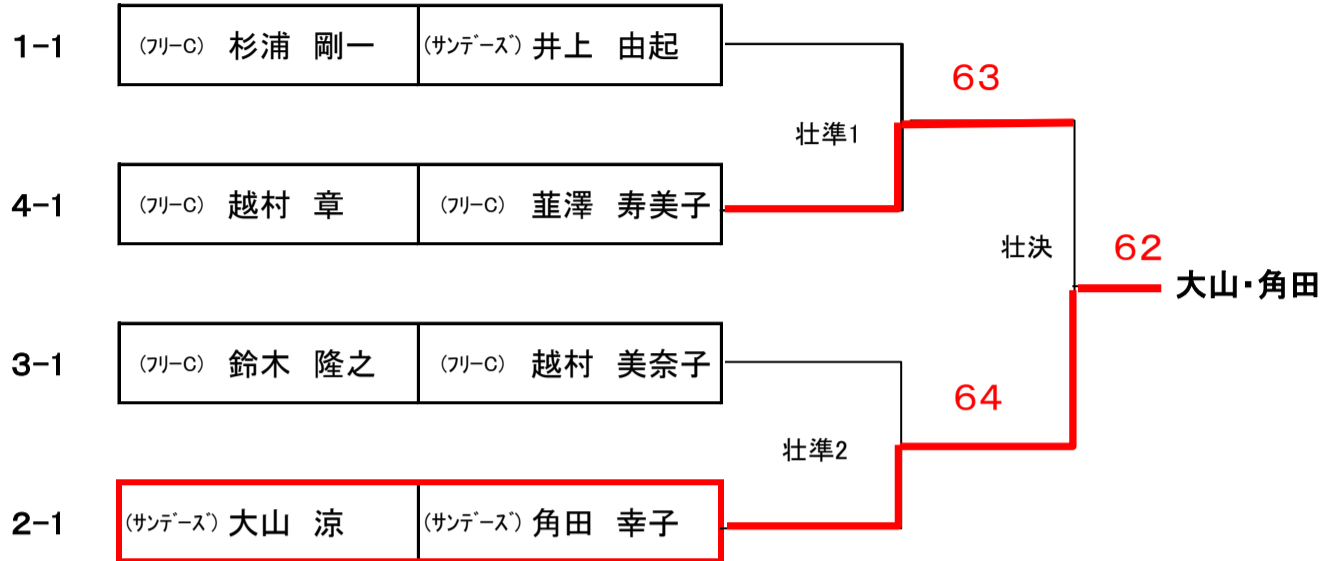 1-1 (フリーC) 杉浦 剛一 (サンデーズ) 井上 由起
63
壮準1
4-1 (フリーC) 越村 章 (フリーC) 韮澤 寿美子
壮決 62
大山・角田
3-1 (フリーC) 鈴木 隆之 (フリーC) 越村 美奈子
64
壮準2
2-1 (サンデーズ) 大山 涼 (サンデーズ) 角田 幸子